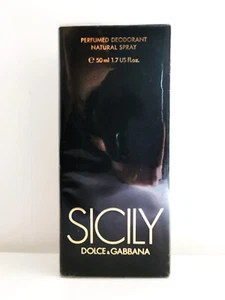 PERFUMED DEODORANT
NATURAL SPRAY
℮ 50 ml 1.7 US Fl.oz.
SICILY
DOLCE & GABBANA